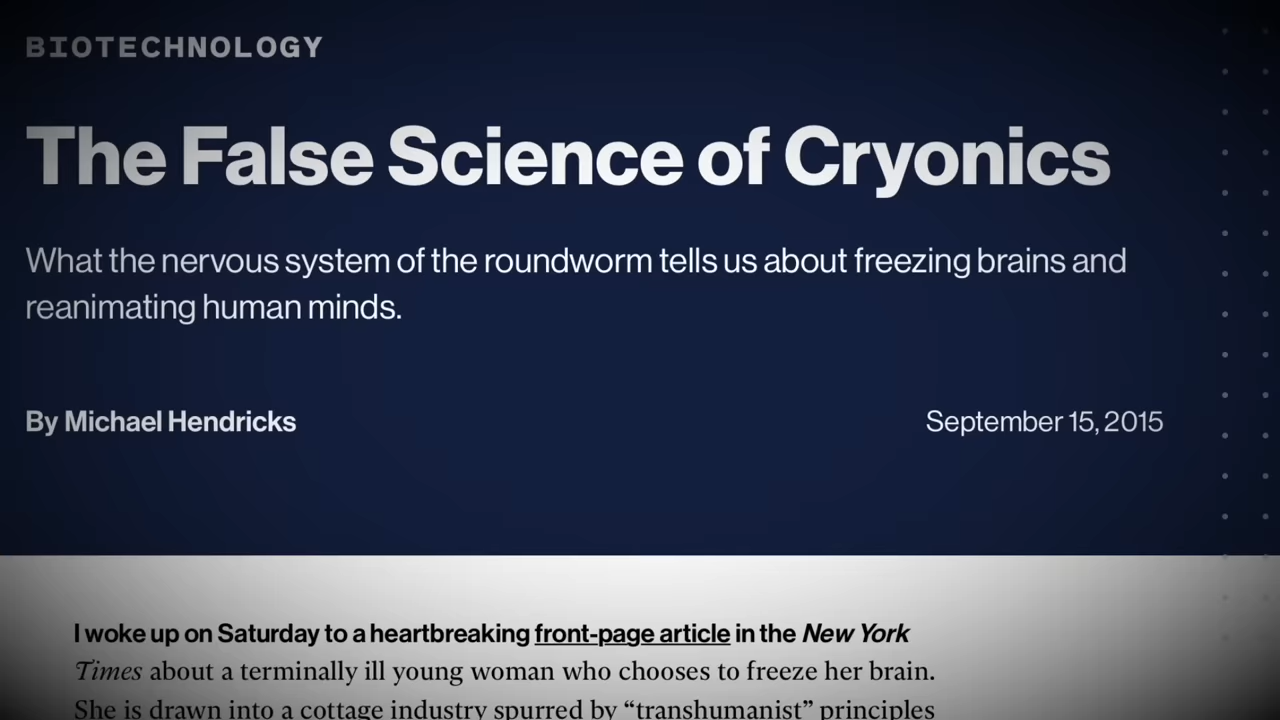 BIOTECHNOLOGY
The False Science of Cryonics
What the nervous system of the roundworm tells us about freezing brains and
reanimating human minds.
By Michael Hendricks
September 15, 2015
I woke up on Saturday to a heartbreaking front-page article in the New York
Times about a terminally ill young woman who chooses to freeze her brain.
She is drawn into a cottage industry spurred by “transhumanist” principles